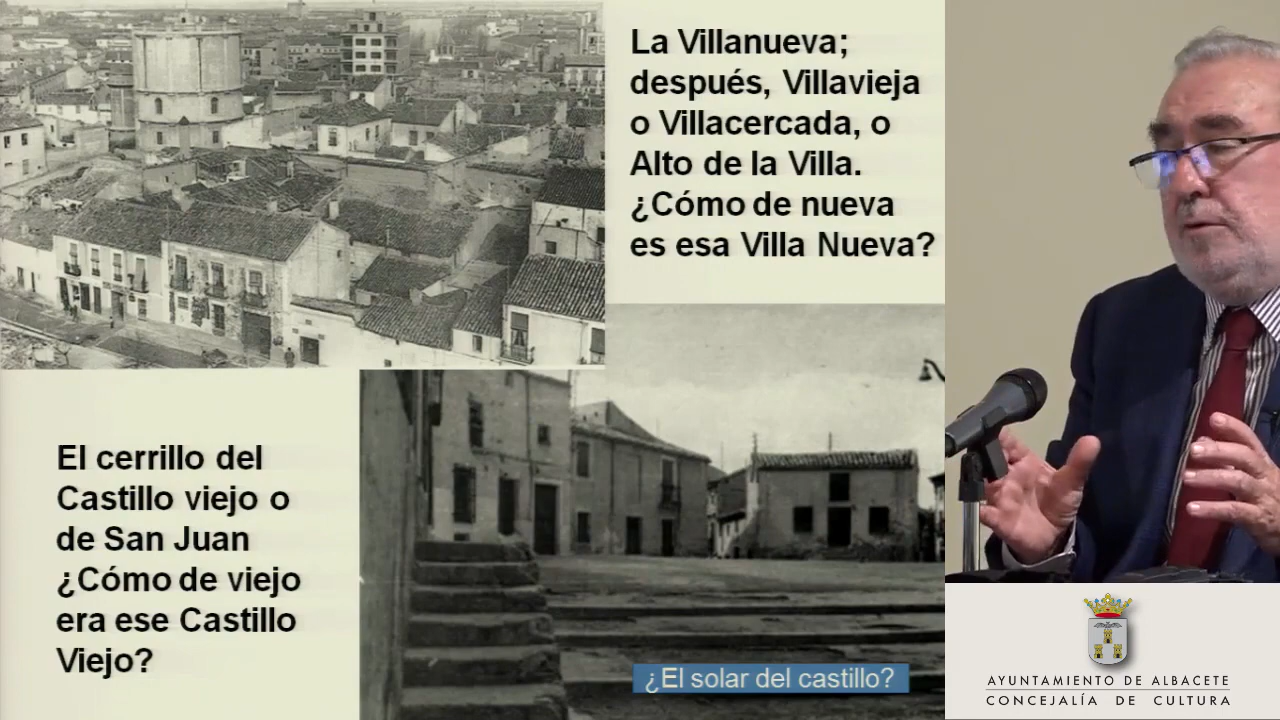 La Villanueva;
después, Villavieja
o Villacercada, o
Alto de la Villa.
¿Cómo de nueva
es esa Villa Nueva?
El cerrillo del
Castillo viejo o
de San Juan
¿Cómo de viejo
era ese Castillo
Viejo?
¿El solar del castillo?
AYUNTAMIENTO DE ALBACETE
CONCEJALÍA DE CULTURA